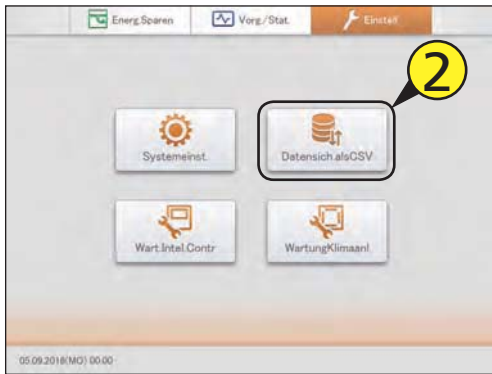 Energ.Sparen Vorg./Stat. Einstell
2
Systemeinst. Datensich.alsCSV
Wart.Intel.Contr WartungKlimaanl.
05.09.2018(MO) 00:00